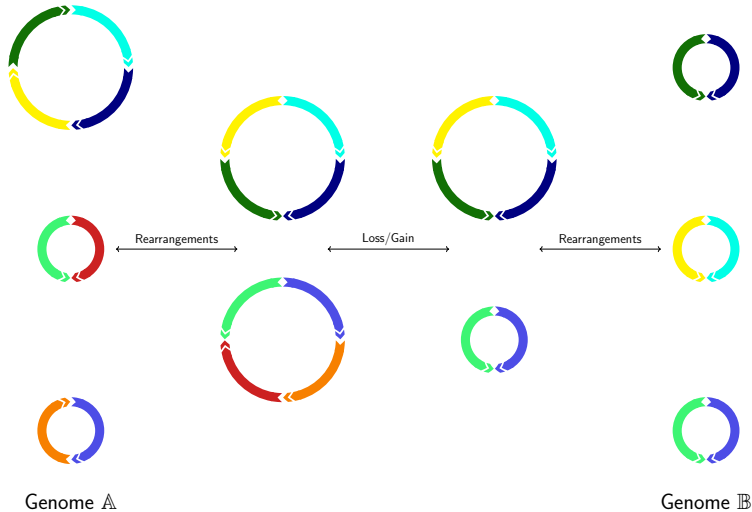 Rearrangements
Loss/Gain
Rearrangements
Genome 𝔸
Genome 𝔹